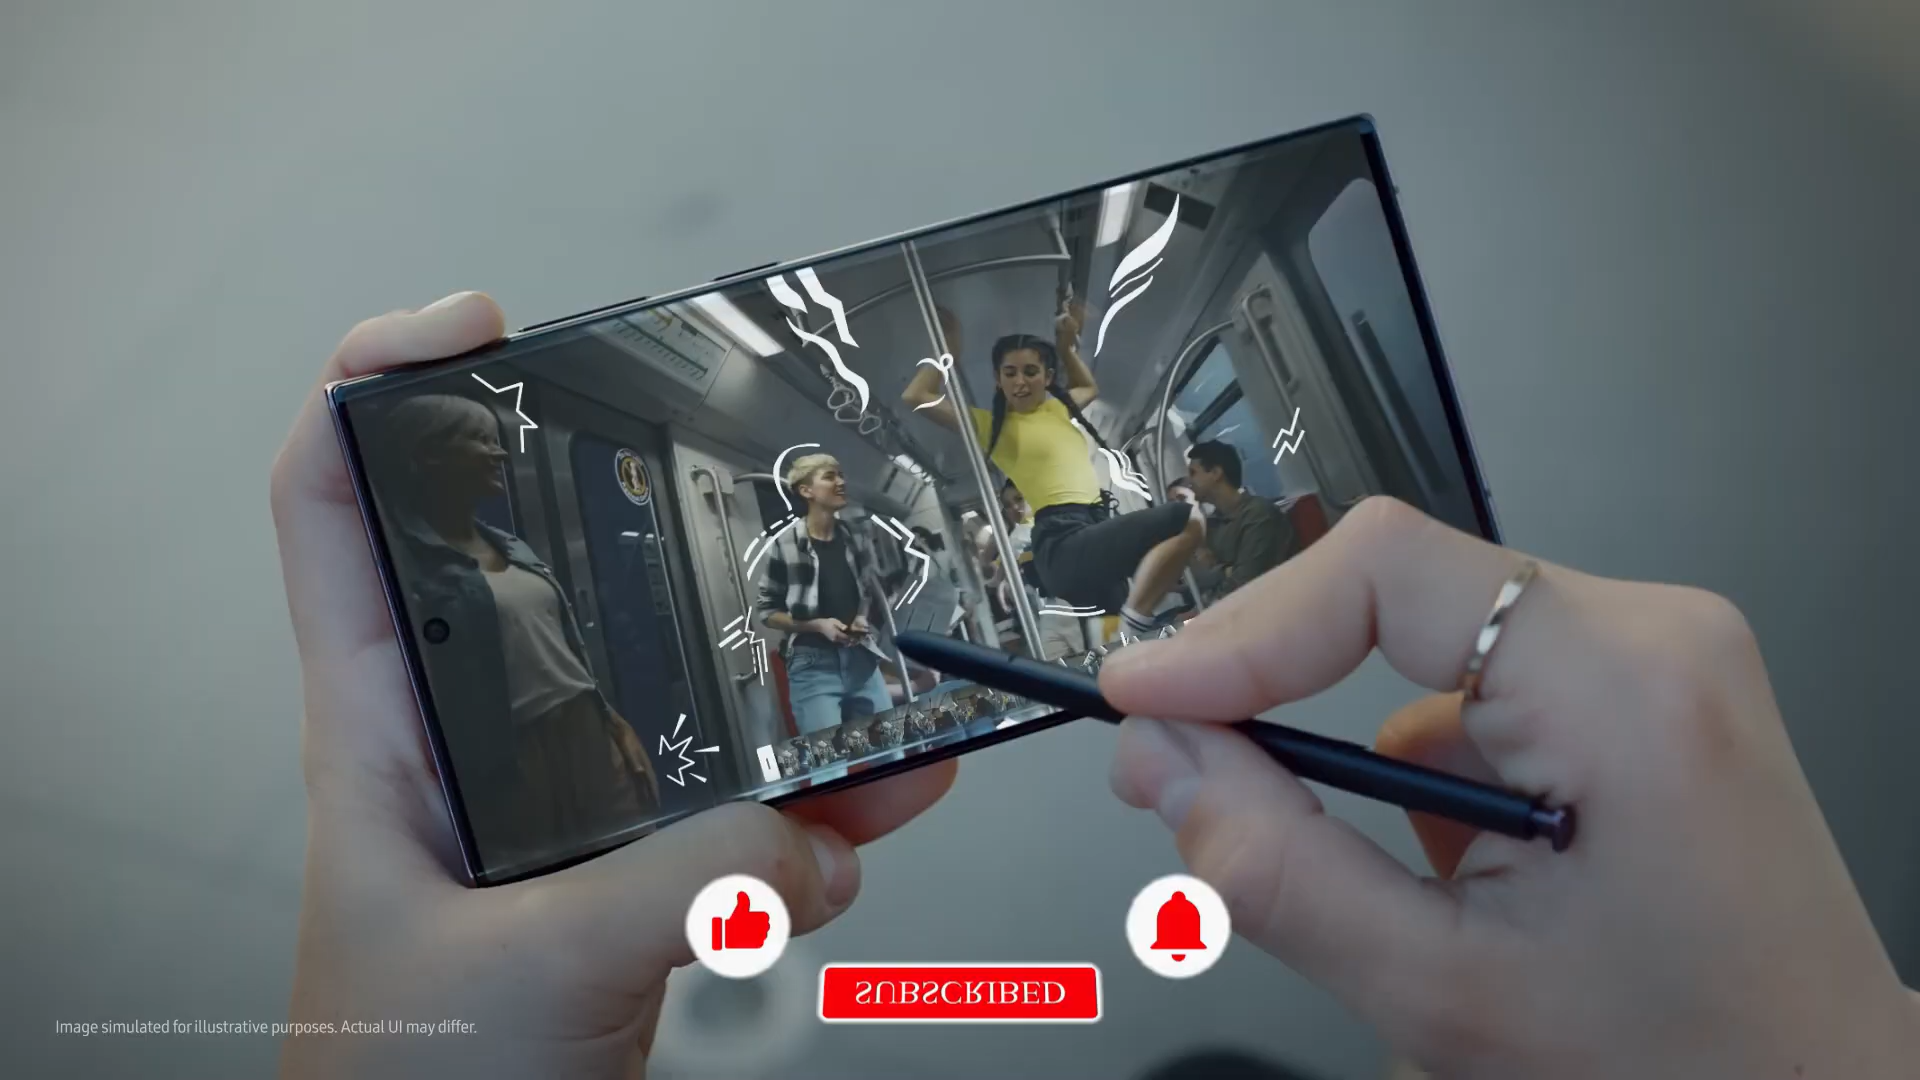 SUBSCRIBED
Image simulated for illustrative purposes. Actual UI may differ.